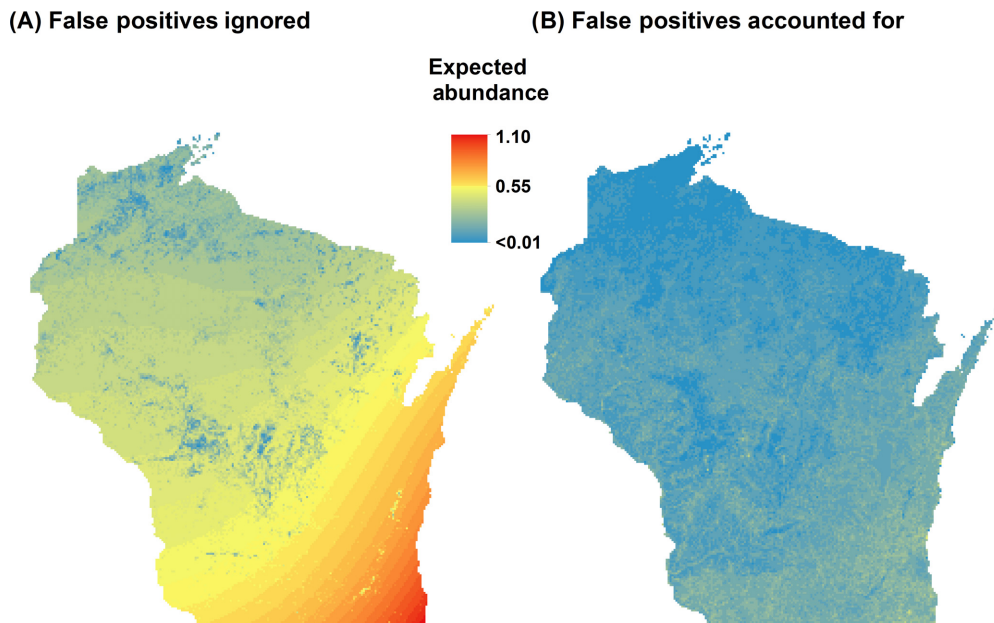 (A) False positives ignored
(B) False positives accounted for
Expected
abundance
1.10
0.55
<0.01